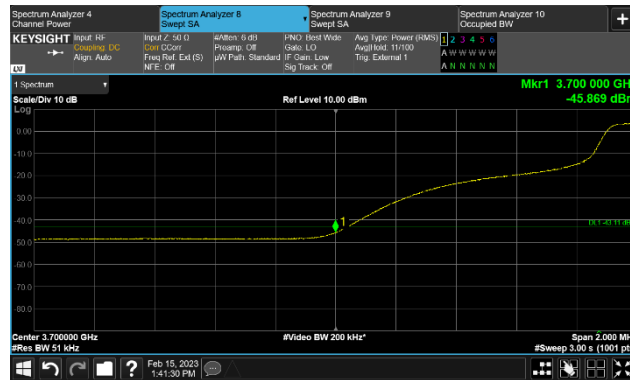 Spectrum Analyzer 4
Channel Power
Spectrum Analyzer 8
Swept SA
Spectrum Analyzer 9
Swept SA
Spectrum Analyzer 10
Occupied BW
+
KEYSIGHT
LXI
Input: RF
Coupling: DC
Align: Auto
Input Z: 50 Ω
Corr CCorr
Freq Ref: Ext (S)
NFE: Off
#Atten: 6 dB
Preamp: Off
µW Path: Standard
PNO: Best Wide
Gate: LO
IF Gain: Low
Sig Track: Off
Avg Type: Power (RMS)
Avg|Hold: 11/100
Trig: External 1
1 2 3 4 5 6
A W W W W W
A N N N N N
1 Spectrum
Scale/Div 10 dB
Log
Ref Level 10.00 dBm
Mkr1 3.700 000 GH
-45.869 dBr
0.00
-10.0
-20.0
-30.0
-40.0
-50.0
-60.0
-70.0
-80.0
1
Center 3.700000 GHz
#Res BW 51 kHz
#Video BW 200 kHz*
Span 2.000 MH
#Sweep 3.00 s (1001 pt
?
Feb 15, 2023
1:41:30 PM